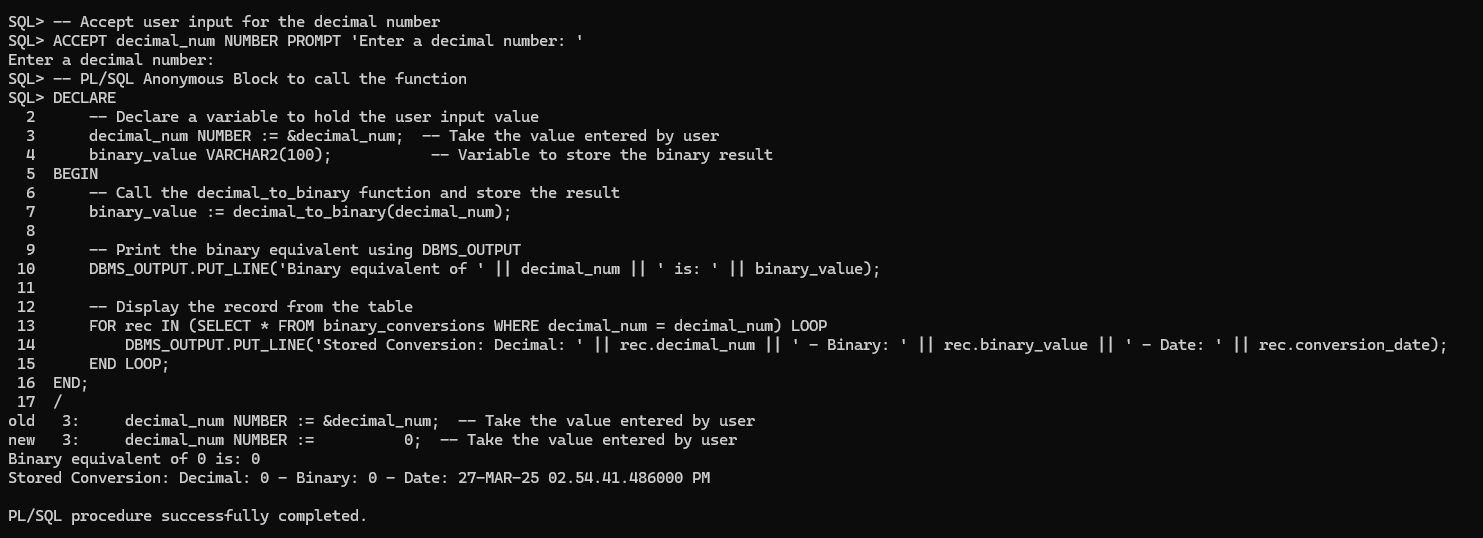 SQL> -- Accept user input for the decimal number
SQL> ACCEPT decimal_num NUMBER PROMPT 'Enter a decimal number: '
Enter a decimal number:
SQL> -- PL/SQL Anonymous Block to call the function
SQL> DECLARE
  2      -- Declare a variable to hold the user input value
  3      decimal_num NUMBER := &decimal_num;  -- Take the value entered by user
  4      binary_value VARCHAR2(100);           -- Variable to store the binary result
  5  BEGIN
  6      -- Call the decimal_to_binary function and store the result
  7      binary_value := decimal_to_binary(decimal_num);
  8
  9      -- Print the binary equivalent using DBMS_OUTPUT
 10      DBMS_OUTPUT.PUT_LINE('Binary equivalent of ' || decimal_num || ' is: ' || binary_value);
 11
 12      -- Display the record from the table
 13      FOR rec IN (SELECT * FROM binary_conversions WHERE decimal_num = decimal_num) LOOP
 14          DBMS_OUTPUT.PUT_LINE('Stored Conversion: Decimal: ' || rec.decimal_num || ' - Binary: ' || rec.binary_value || ' - Date: ' || rec.conversion_date);
 15      END LOOP;
 16  END;
 17  /
old   3:     decimal_num NUMBER := &decimal_num;  -- Take the value entered by user
new   3:     decimal_num NUMBER :=          0;  -- Take the value entered by user
Binary equivalent of 0 is: 0
Stored Conversion: Decimal: 0 - Binary: 0 - Date: 27-MAR-25 02.54.41.486000 PM
PL/SQL procedure successfully completed.